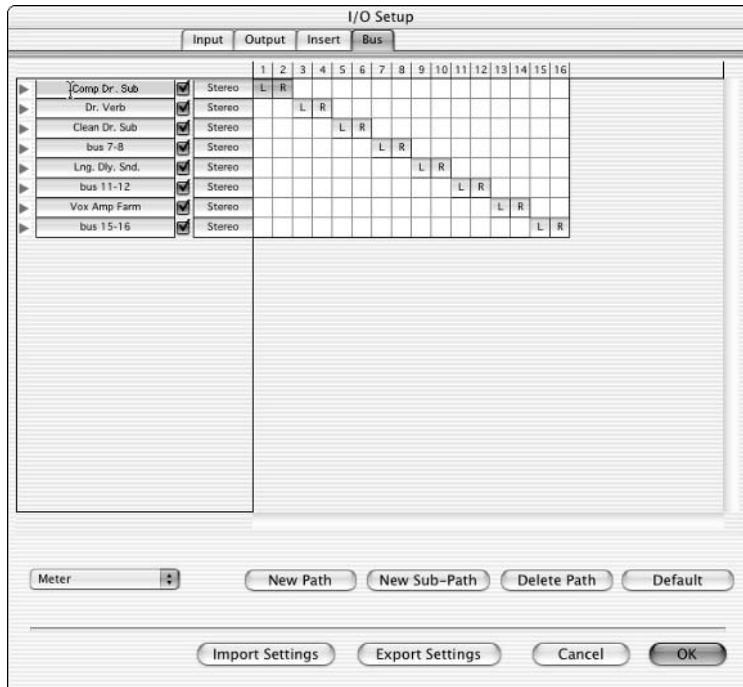 I/O Setup
Input Output Insert Bus
1 2 3 4 5 6 7 8 9 10 11 12 13 14 15 16
Comp Dr. Sub Stereo L R
Dr. Verb Stereo L R
Clean Dr. Sub Stereo L R
bus 7-8 Stereo L R
Lng. Dly. Snd. Stereo L R
bus 11-12 Stereo L R
Vox Amp Farm Stereo L R
bus 15-16 Stereo L R
Meter New Path New Sub-Path Delete Path Default
Import Settings Export Settings Cancel OK